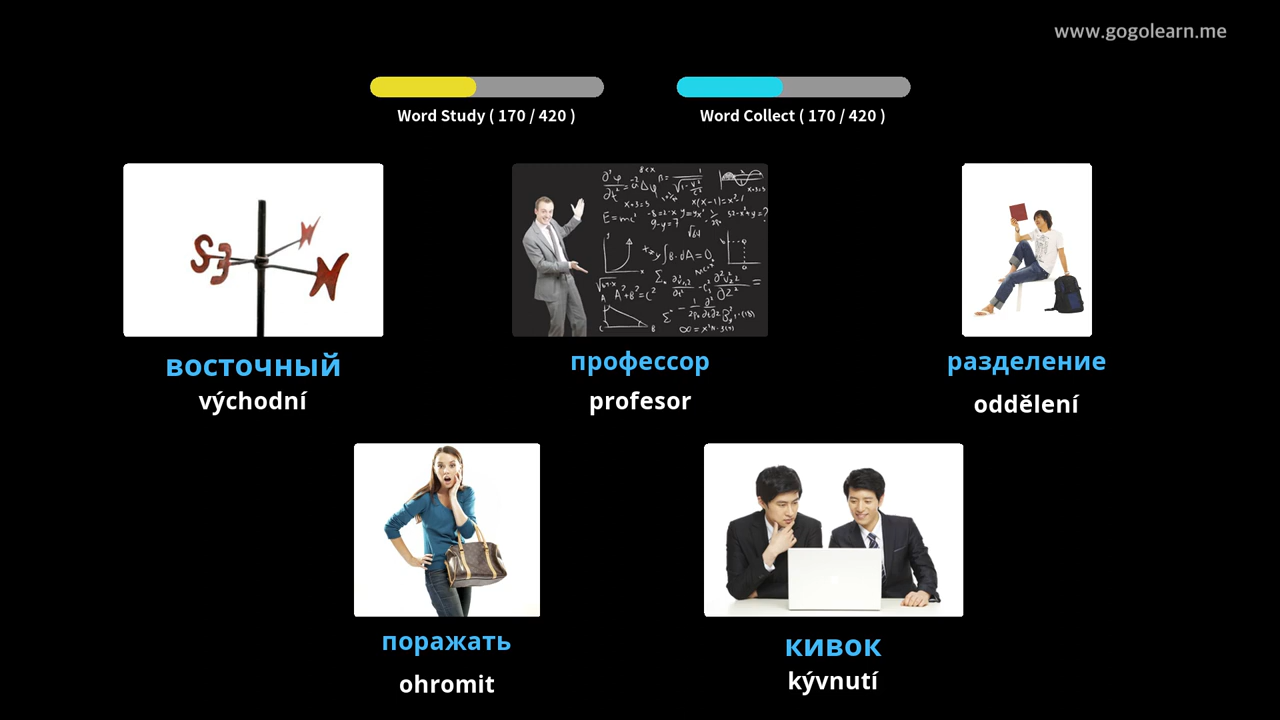 www.gogolearn.me
Word Study ( 170 / 420 )
Word Collect ( 170 / 420 )
восточный
východní
профессор
profesor
разделение
oddělení
поражать
ohromit
кивок
kývnutí